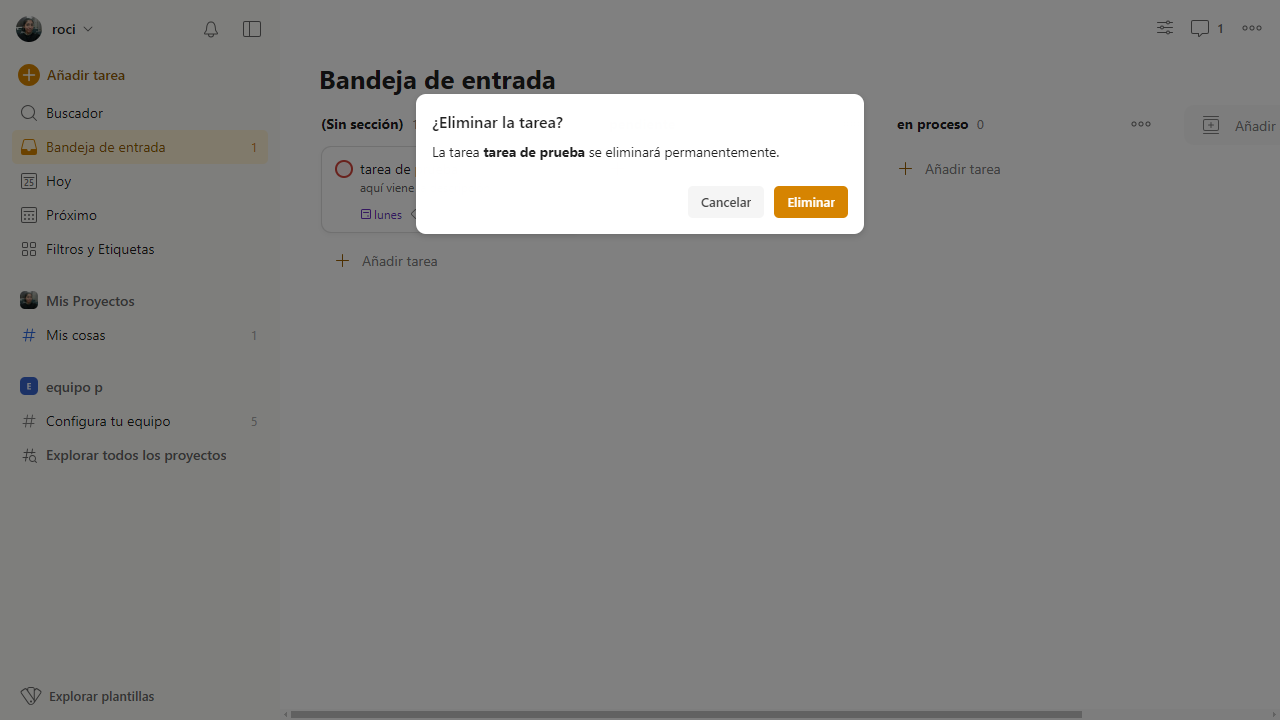 roci
Añadir tarea
Buscador
Bandeja de entrada 1
25 Hoy
Próximo
Filtros y Etiquetas
Mis Proyectos
Mis cosas 1
E equipo p
Configura tu equipo 5
Explorar todos los proyectos
Explorar plantillas
1
Bandeja de entrada
(Sin sección)
tarea de
aquí viene
lunes
Añadir tarea
¿Eliminar la tarea?
La tarea tarea de prueba se eliminará permanentemente.
Cancelar Eliminar
en proceso 0
Añadir tarea
Añadir